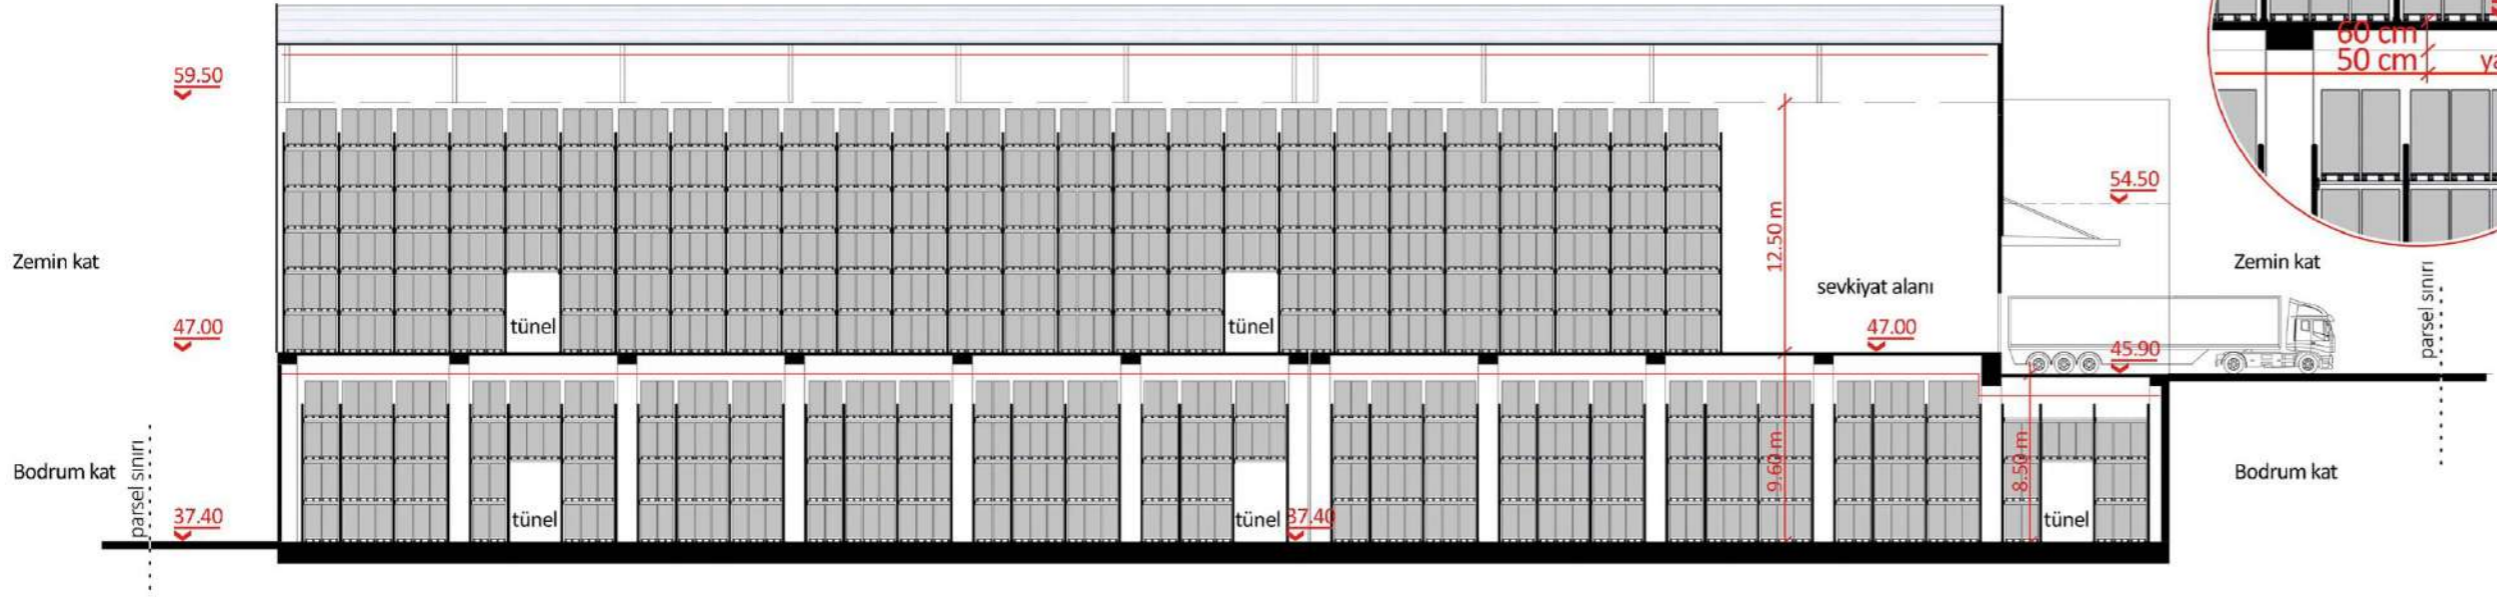 60 cm
50 cm
59.50
54.50
12.50 m
Zemin kat
Zemin kat
sevkiyat alanı
parsel sınırı
47.00
tünel
tünel
47.00
45.90
Bodrum kat
parsel sınırı
9.60 m
8.50 m
Bodrum kat
37.40
tünel
tünel
37.40
tünel